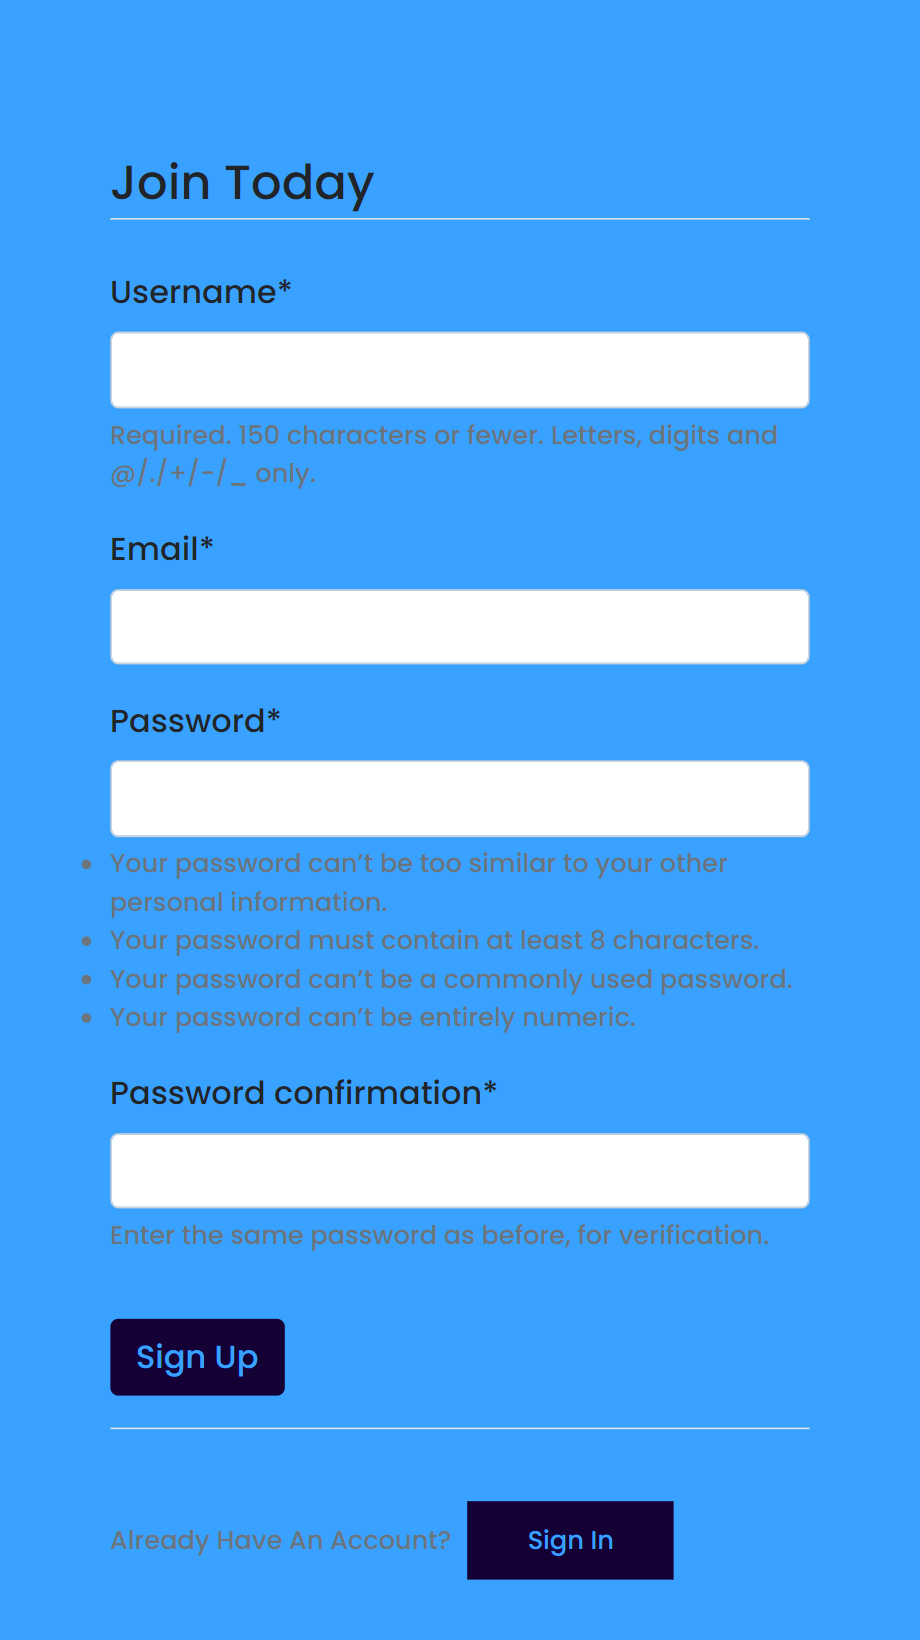 Join Today
Username*
Required. 150 characters or fewer. Letters, digits and
@/./+/-/_ only.
Email*
Password*
• Your password can’t be too similar to your other
personal information.
• Your password must contain at least 8 characters.
• Your password can’t be a commonly used password.
• Your password can’t be entirely numeric.
Password confirmation*
Enter the same password as before, for verification.
Sign Up
Already Have An Account? Sign In